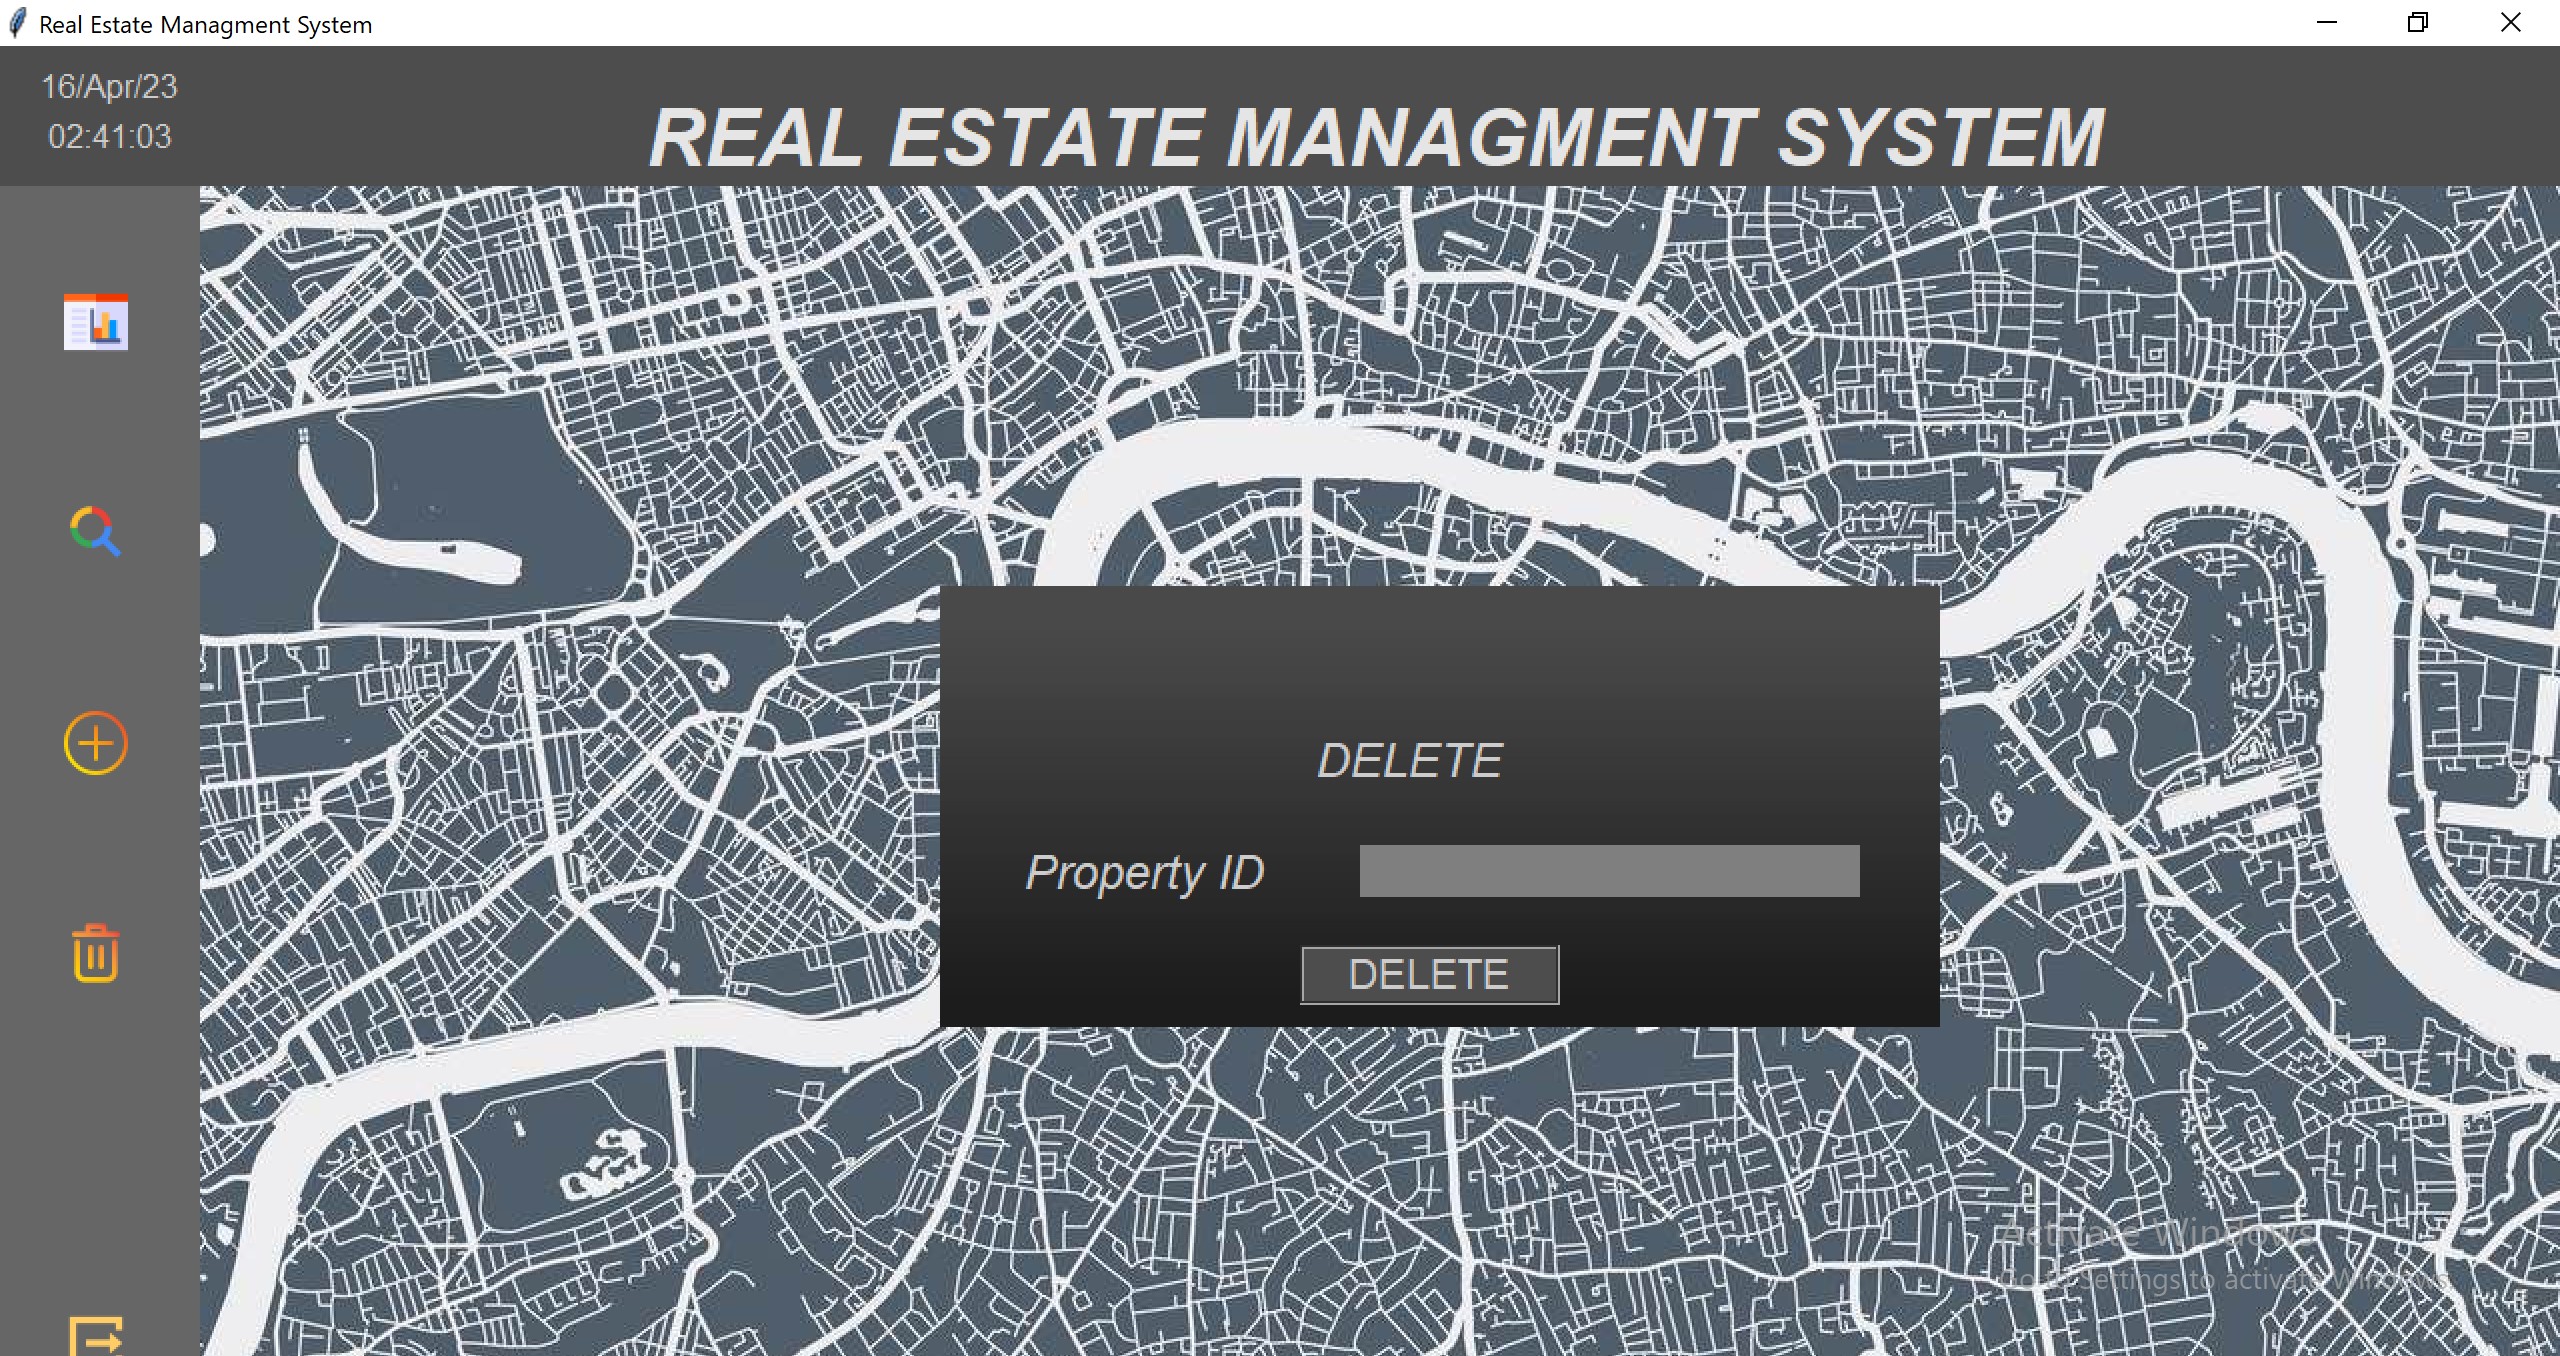 Real Estate Managment System
16/Apr/23
02:41:03
REAL ESTATE MANAGMENT SYSTEM
DELETE
Property ID
DELETE
Activate Windows
Go to Settings to activate Windows.